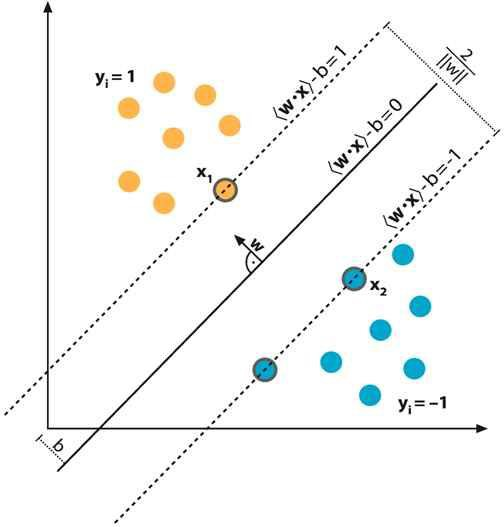 yᵢ = 1
⟨w•x⟩-b=1
2
||w||
⟨w•x⟩-b=0
x₁
⟨w•x⟩-b=-1
w
x₂
yᵢ = -1
b